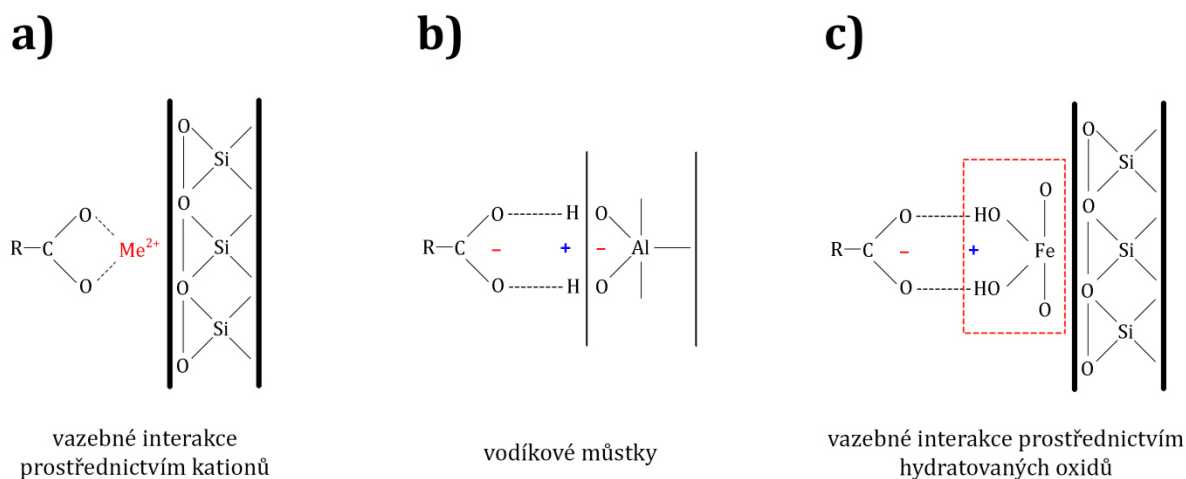 a)
O
Si
O
O
R
C
Me²⁺
Si
O
O
Si
O
vazebné interakce
prostřednictvím kationů
b)
O
H
O
R
C
–
+
–
Al
O
H
O
vodíkové můstky
c)
O
Si
O
O
HO
O
R
C
–
+
Fe
Si
O
HO
O
O
Si
O
vazebné interakce prostřednictvím
hydratovaných oxidů